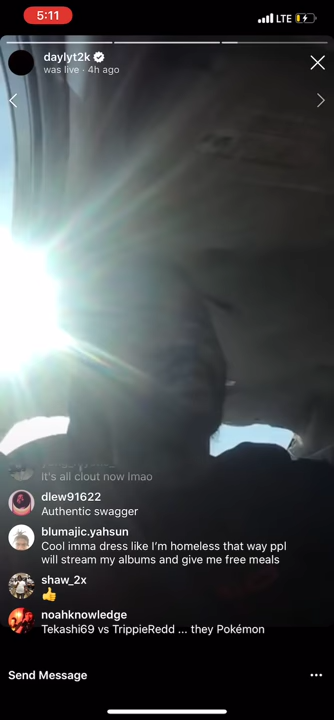 5:11
LTE
daylyt2k
was live · 4h ago
It's all clout now lmao
dlew91622
Authentic swagger
blumajic.yahsun
Cool imma dress like I'm homeless that way ppl
will stream my albums and give me free meals
shaw_2x
👍
noahknowledge
Tekashi69 vs TrippieRedd ... they Pokémon
Send Message